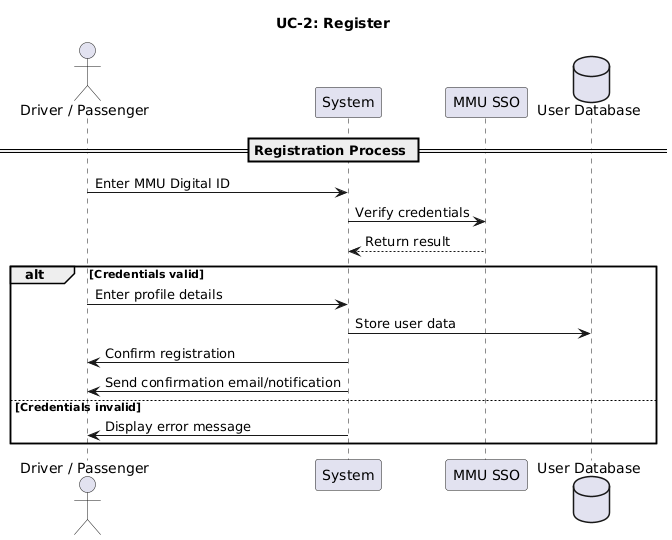 UC-2: Register
Driver / Passenger
System
MMU SSO
User Database
Registration Process
Enter MMU Digital ID
Verify credentials
Return result
alt
[Credentials valid]
Enter profile details
Store user data
Confirm registration
Send confirmation email/notification
[Credentials invalid]
Display error message
Driver / Passenger
System
MMU SSO
User Database